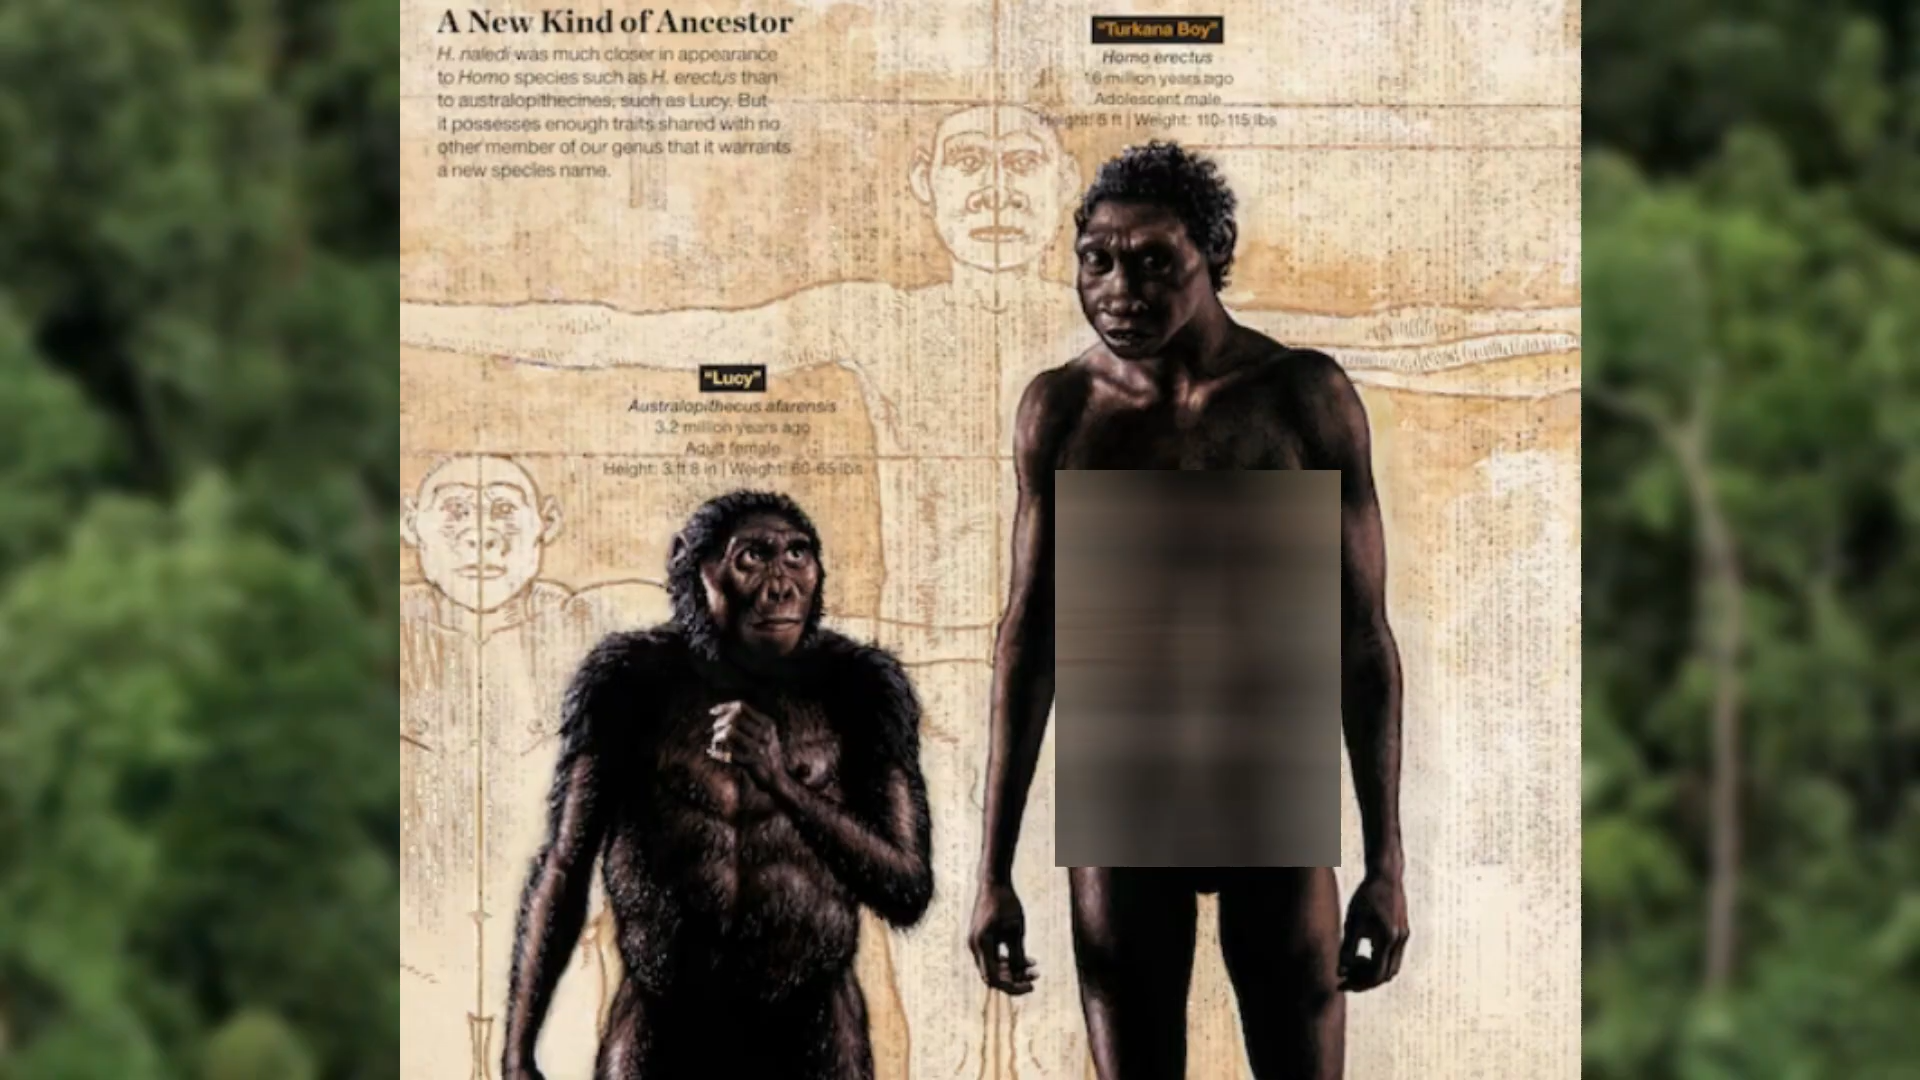 A New Kind of Ancestor
H. naledi was much closer in appearance
to Homo species such as H. erectus than
to australopithecines, such as Lucy. But
it possesses enough traits shared with no
other member of our genus that it warrants
a new species name.
"Turkana Boy"
Homo erectus
1.6 million years ago
Adolescent male
Height: 5 ft | Weight: 110-115 lbs
"Lucy"
Australopithecus afarensis
3.2 million years ago
Adult female
Height: 3 ft 8 in | Weight: 60-65 lbs